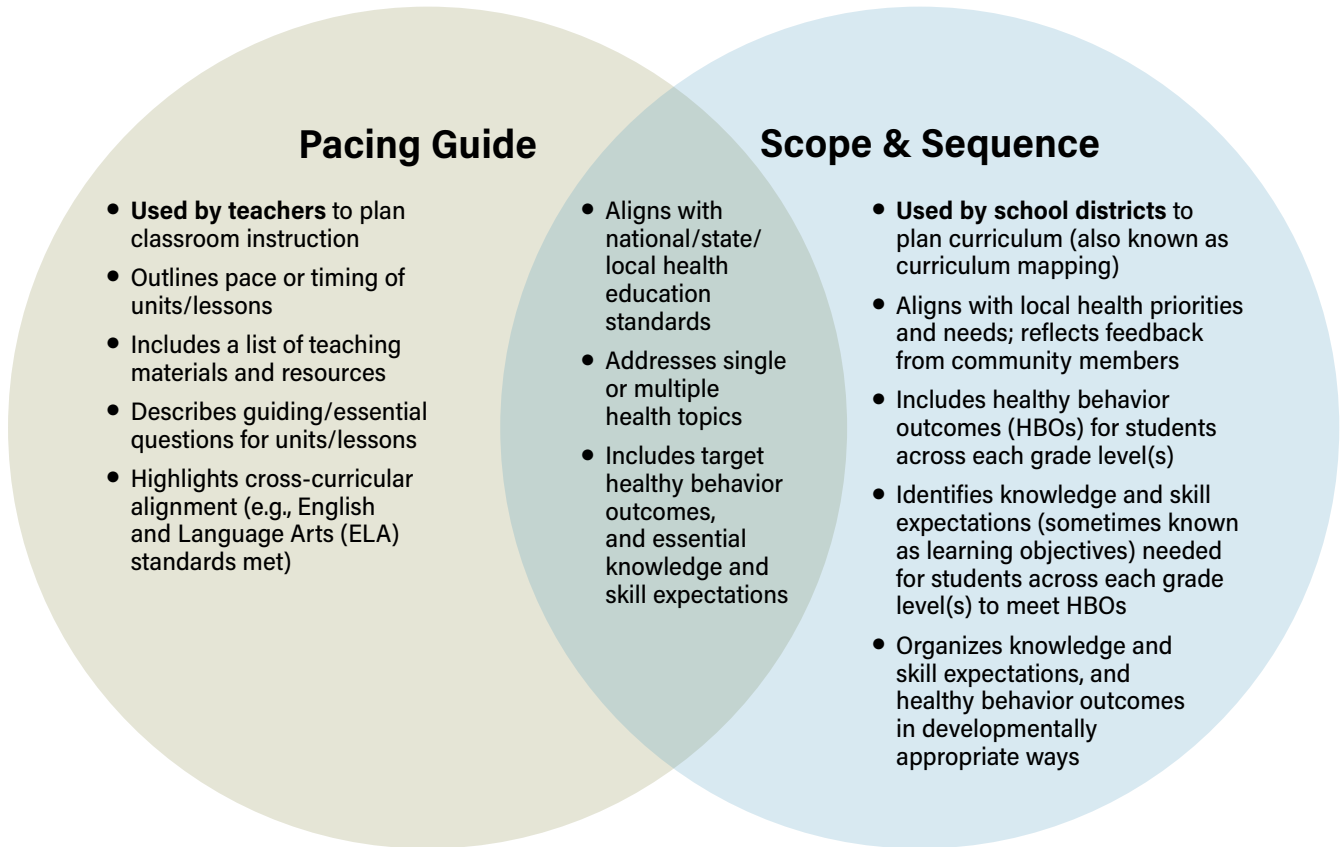 Pacing Guide
• Used by teachers to plan
classroom instruction
• Outlines pace or timing of
units/lessons
• Includes a list of teaching
materials and resources
• Describes guiding/essential
questions for units/lessons
• Highlights cross-curricular
alignment (e.g., English
and Language Arts (ELA)
standards met)
• Aligns with
national/state/
local health
education
standards
• Addresses single
or multiple
health topics
• Includes target
healthy behavior
outcomes,
and essential
knowledge and
skill expectations
Scope & Sequence
• Used by school districts to
plan curriculum (also known as
curriculum mapping)
• Aligns with local health priorities
and needs; reflects feedback
from community members
• Includes healthy behavior
outcomes (HBOs) for students
across each grade level(s)
• Identifies knowledge and skill
expectations (sometimes known
as learning objectives) needed
for students across each grade
level(s) to meet HBOs
• Organizes knowledge and
skill expectations, and
healthy behavior outcomes
in developmentally
appropriate ways